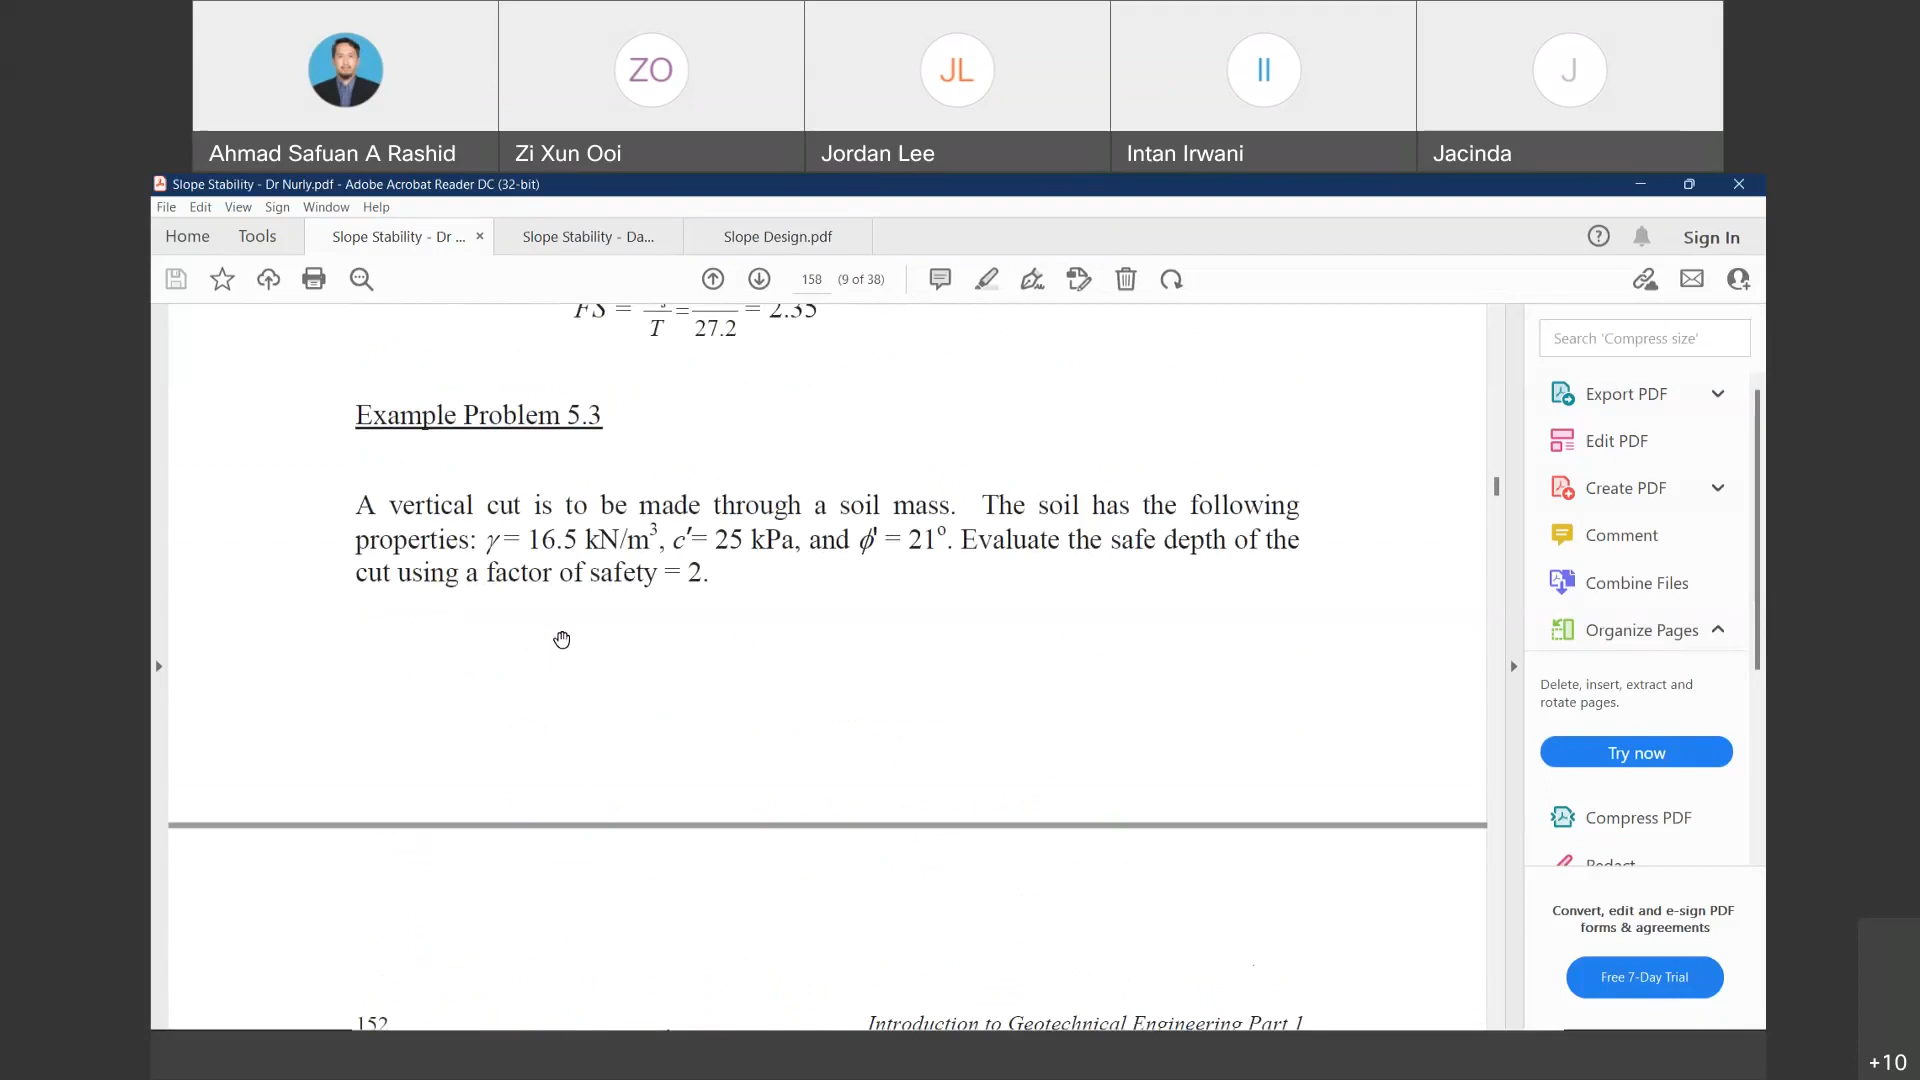 ZO
JL
II
J
Ahmad Safuan A Rashid
Zi Xun Ooi
Jordan Lee
Intan Irwani
Jacinda
Slope Stability - Dr Nurly.pdf - Adobe Acrobat Reader DC (32-bit)
File Edit View Sign Window Help
Home Tools
Slope Stability - Dr ... ×
Slope Stability - Da...
Slope Design.pdf
Sign In
158 (9 of 38)
FS = — = — = 2.35
T 27.2
Example Problem 5.3
A vertical cut is to be made through a soil mass. The soil has the following
properties: γ = 16.5 kN/m³, c′= 25 kPa, and ϕ' = 21°. Evaluate the safe depth of the
cut using a factor of safety = 2.
152
Introduction to Geotechnical Engineering Part 1
Search 'Compress size'
Export PDF
Edit PDF
Create PDF
Comment
Combine Files
Organize Pages
Delete, insert, extract and
rotate pages.
Try now
Compress PDF
Redact
Convert, edit and e-sign PDF
forms & agreements
Free 7-Day Trial
+10